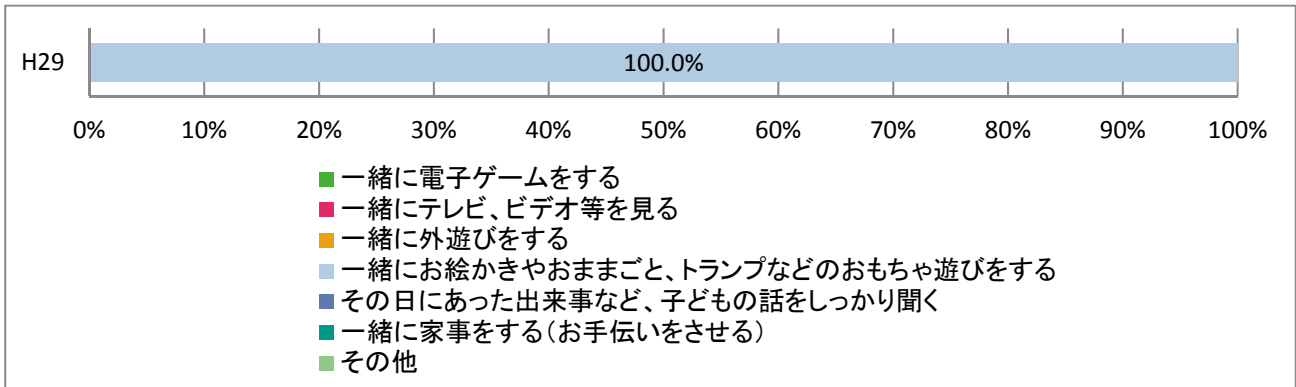 H29
100.0%
0% 10% 20% 30% 40% 50% 60% 70% 80% 90% 100%
一緒に電子ゲームをする
一緒にテレビ、ビデオ等を見る
一緒に外遊びをする
一緒にお絵かきやおままごと、トランプなどのおもちゃ遊びをする
その日にあった出来事など、子どもの話をしっかり聞く
一緒に家事をする(お手伝いをさせる)
その他